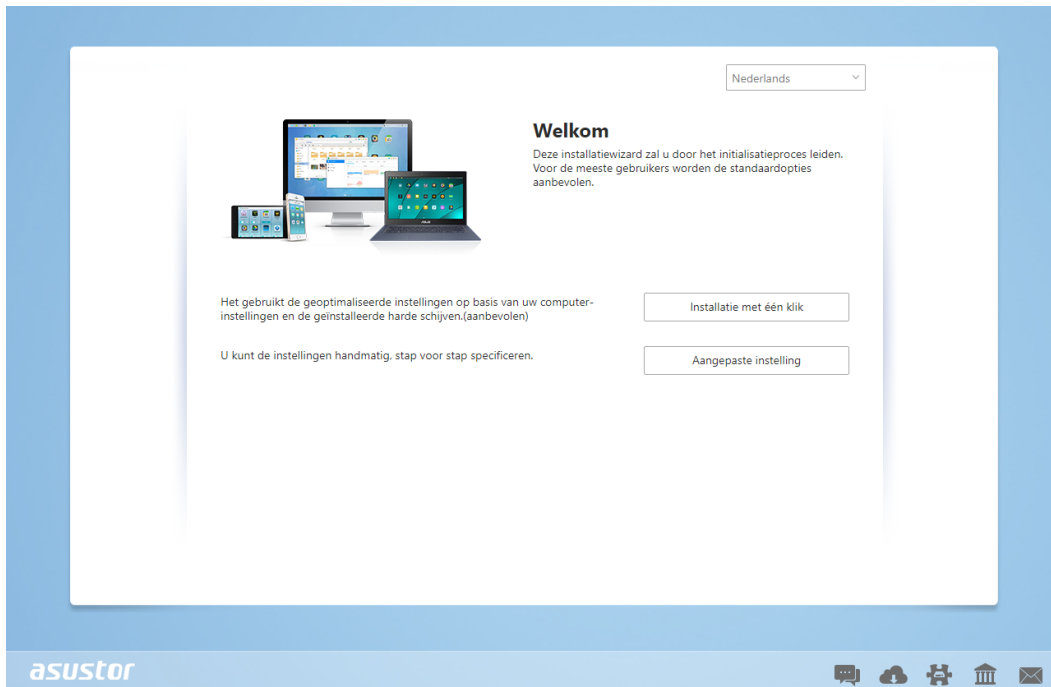 Nederlands
Welkom
Deze installatiewizard zal u door het initialisatieproces leiden.
Voor de meeste gebruikers worden de standaardopties
aanbevolen.
Het gebruikt de geoptimaliseerde instellingen op basis van uw computer-
instellingen en de geïnstalleerde harde schijven.(aanbevolen)
Installatie met één klik
U kunt de instellingen handmatig, stap voor stap specificeren.
Aangepaste instelling
asustor